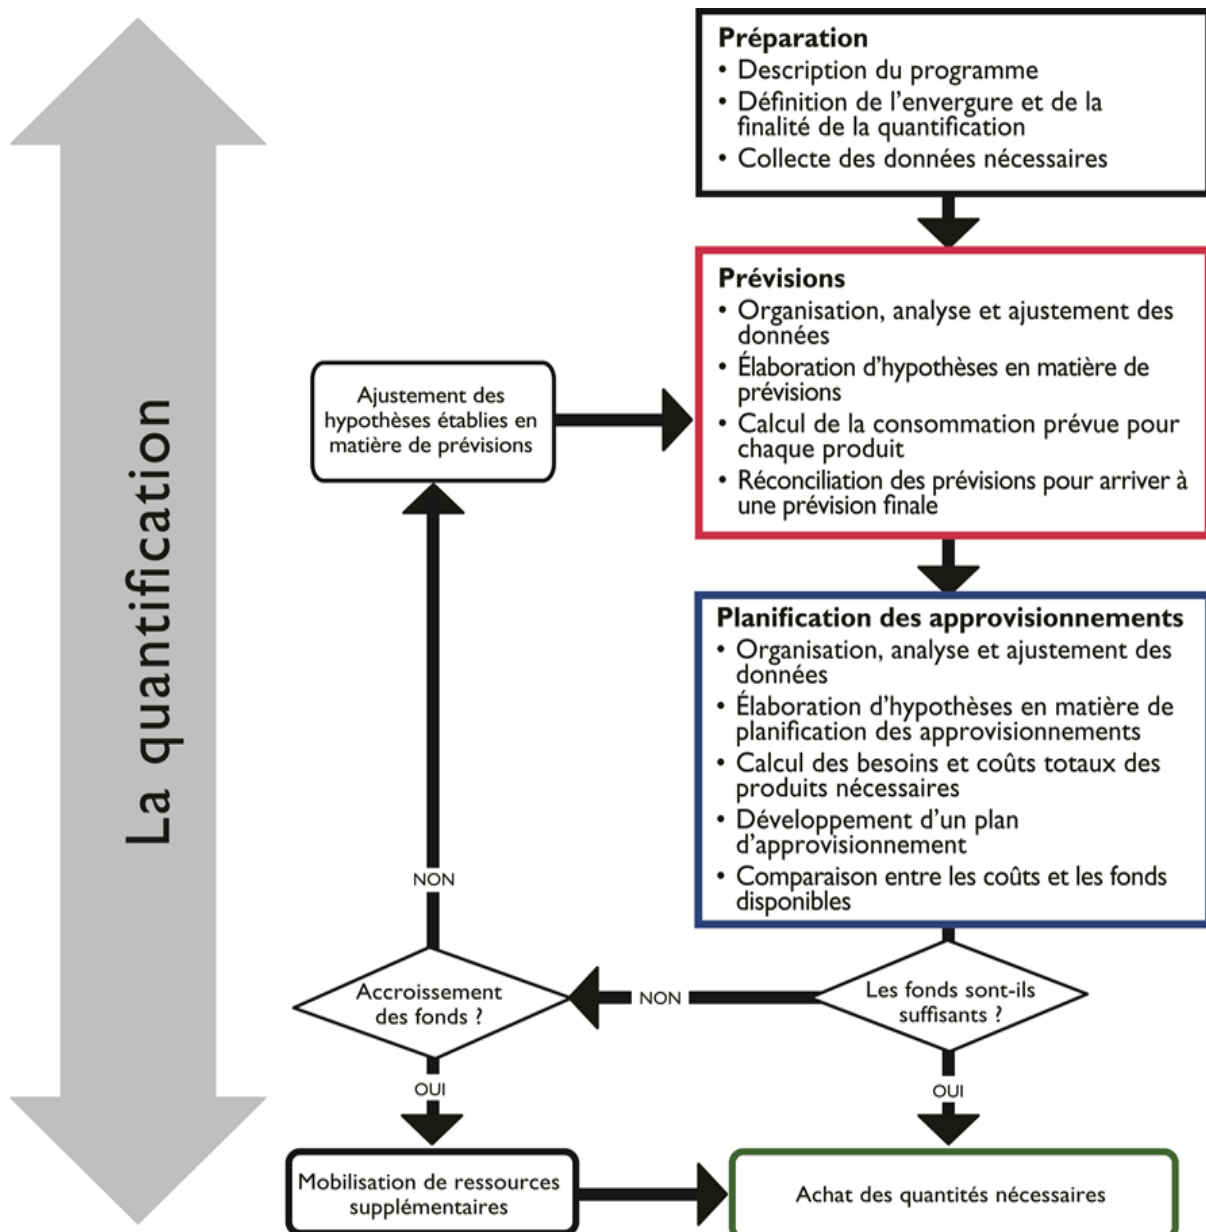 La quantification
Préparation
• Description du programme
• Définition de l'envergure et de la
finalité de la quantification
• Collecte des données nécessaires
Prévisions
• Organisation, analyse et ajustement des
données
• Élaboration d'hypothèses en matière de
prévisions
• Calcul de la consommation prévue pour
chaque produit
• Réconciliation des prévisions pour arriver à
une prévision finale
Ajustement des
hypothèses établies en
matière de prévisions
Planification des approvisionnements
• Organisation, analyse et ajustement des
données
• Élaboration d'hypothèses en matière de
planification des approvisionnements
• Calcul des besoins et coûts totaux des
produits nécessaires
• Développement d'un plan
d'approvisionnement
• Comparaison entre les coûts et les fonds
disponibles
Les fonds sont-ils
suffisants ?
NON
Accroissement
des fonds ?
NON
OUI
OUI
Mobilisation de ressources
supplémentaires
Achat des quantités nécessaires